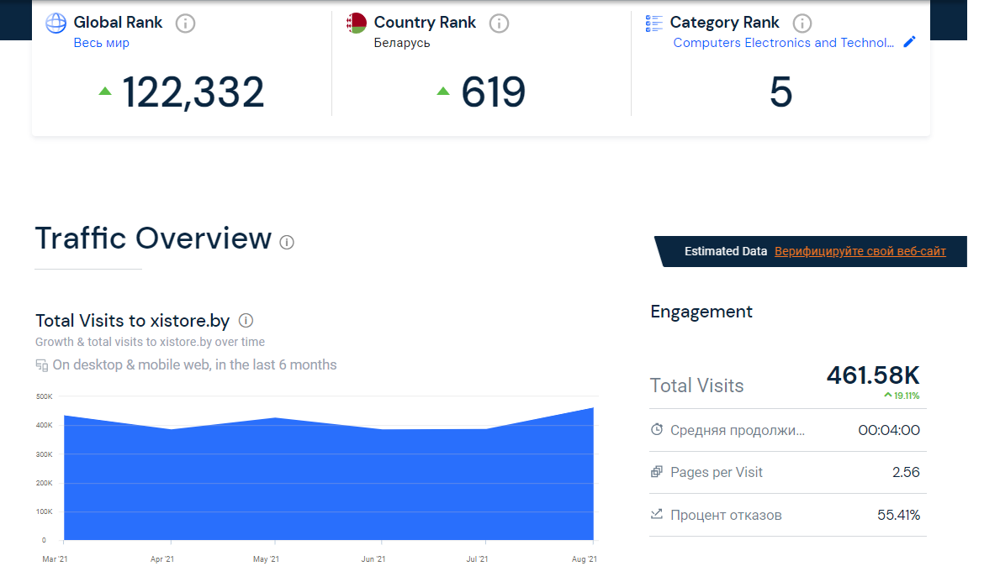 Global Rank
Весь мир
122,332
Country Rank
Беларусь
619
Category Rank
Computers Electronics and Technol...
5
Traffic Overview
Estimated Data Верифицируйте свой веб-сайт
Total Visits to xistore.by
Growth & total visits to xistore.by over time
On desktop & mobile web, in the last 6 months
500K
400K
300K
200K
100K
0
Mar '21 Apr '21 May '21 Jun '21 Jul '21 Aug '21
Engagement
Total Visits 461.58K
19.11%
Средняя продолжи... 00:04:00
Pages per Visit 2.56
Процент отказов 55.41%